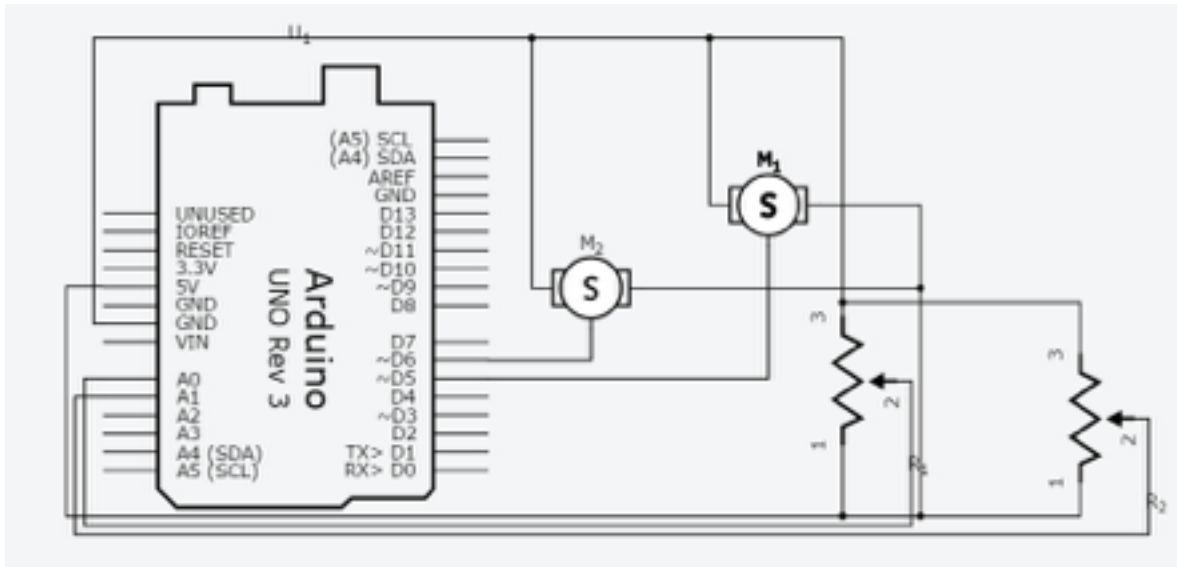 U1
(A5) SCL
(A4) SDA
AREF
GND
UNUSED
D13
IOREF
D12
RESET
~D11
3.3V
~D10
5V
~D9
GND
D8
GND
VIN
D7
~D6
A0
~D5
A1
D4
A2
~D3
A3
D2
A4 (SDA)
TX> D1
A5 (SCL)
RX> D0
Arduino
UNO Rev 3
M1
S
M2
S
3
2
1
R1
3
2
1
R2